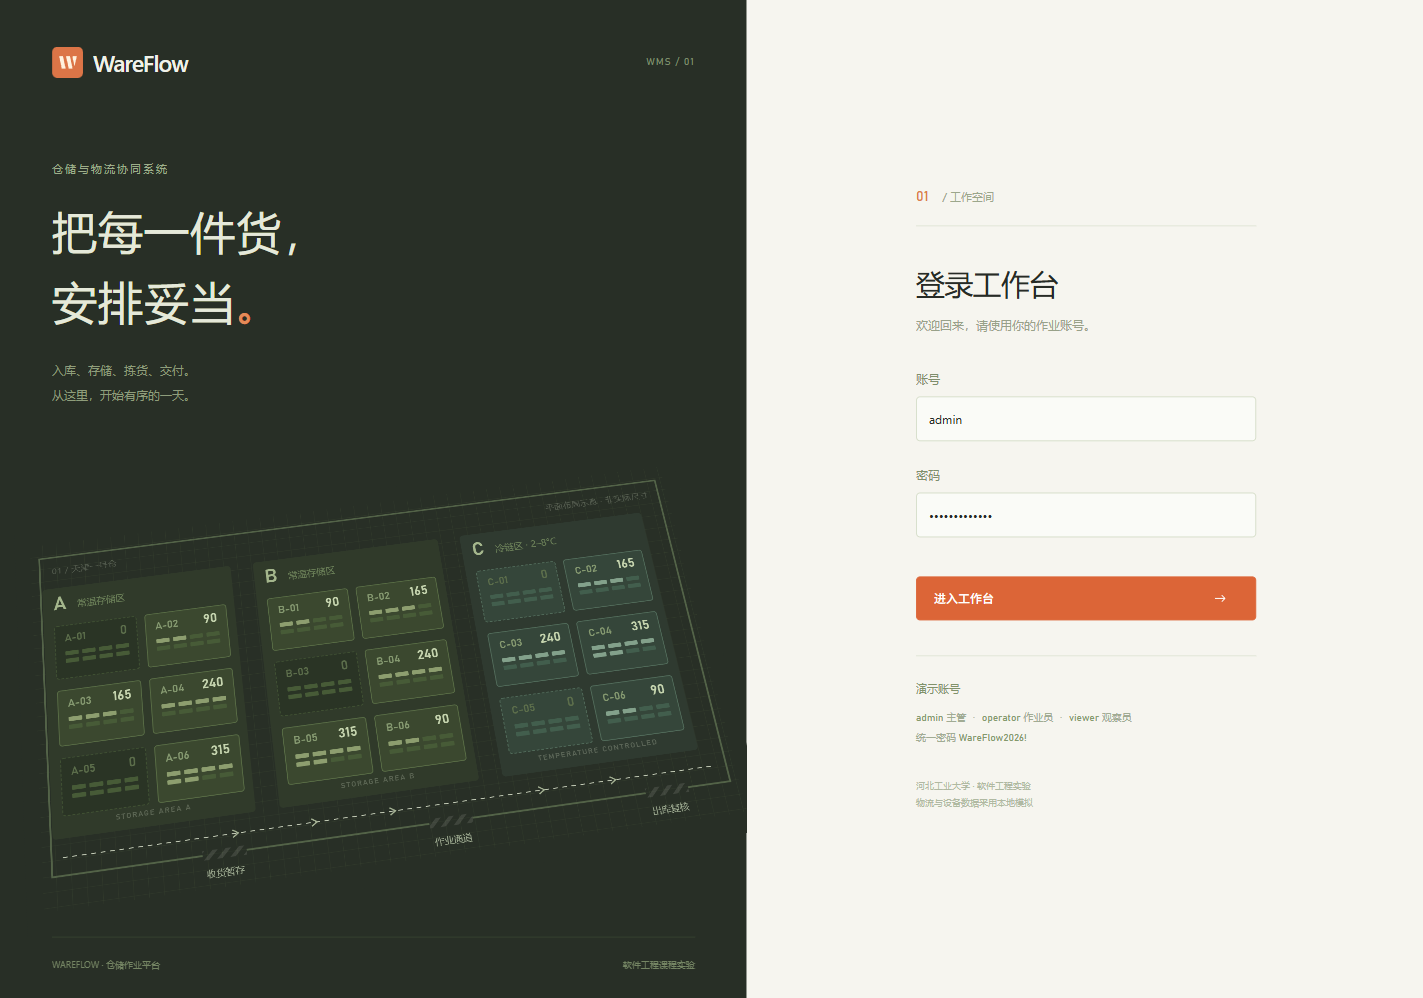 WareFlow
WMS / 01
仓储与物流协同系统
把每一件货，
安排妥当。
入库、存储、拣货、交付。
从这里，开始有序的一天。
A 常温存储区
A-01 0
A-02 90
A-03 165
A-04 240
A-05 0
A-06 315
STORAGE AREA A
B 常温存储区
B-01 90
B-02 165
B-03 0
B-04 240
B-05 315
B-06 90
STORAGE AREA B
C 冷链区 · 2–8°C
C-01 0
C-02 165
C-03 240
C-04 315
C-05 0
C-06 90
TEMPERATURE CONTROLLED
收货暂存
作业通道
出库复核
WAREFLOW · 仓储作业平台
软件工程课程实验
01 / 工作空间
登录工作台
欢迎回来，请使用你的作业账号。
账号
admin
密码
•••••••••••••
进入工作台 →
演示账号
admin 主管 · operator 作业员 · viewer 观察员
统一密码 WareFlow2026!
河北工业大学 · 软件工程实验
物流与设备数据采用本地模拟